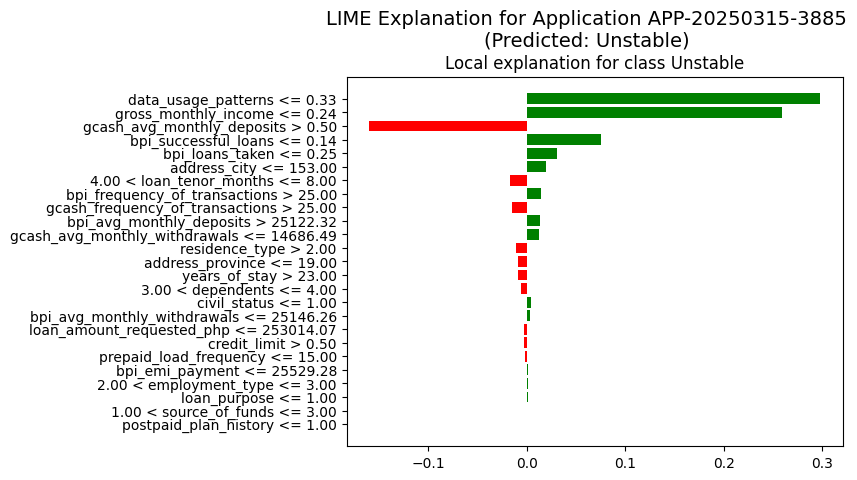 LIME Explanation for Application APP-20250315-3885
(Predicted: Unstable)
Local explanation for class Unstable
data_usage_patterns <= 0.33
gross_monthly_income <= 0.24
gcash_avg_monthly_deposits > 0.50
bpi_successful_loans <= 0.14
bpi_loans_taken <= 0.25
address_city <= 153.00
4.00 < loan_tenor_months <= 8.00
bpi_frequency_of_transactions > 25.00
gcash_frequency_of_transactions > 25.00
bpi_avg_monthly_deposits > 25122.32
gcash_avg_monthly_withdrawals <= 14686.49
residence_type > 2.00
address_province <= 19.00
years_of_stay > 23.00
3.00 < dependents <= 4.00
civil_status <= 1.00
bpi_avg_monthly_withdrawals <= 25146.26
loan_amount_requested_php <= 253014.07
credit_limit > 0.50
prepaid_load_frequency <= 15.00
bpi_emi_payment <= 25529.28
2.00 < employment_type <= 3.00
loan_purpose <= 1.00
1.00 < source_of_funds <= 3.00
postpaid_plan_history <= 1.00
−0.1 0.0 0.1 0.2 0.3